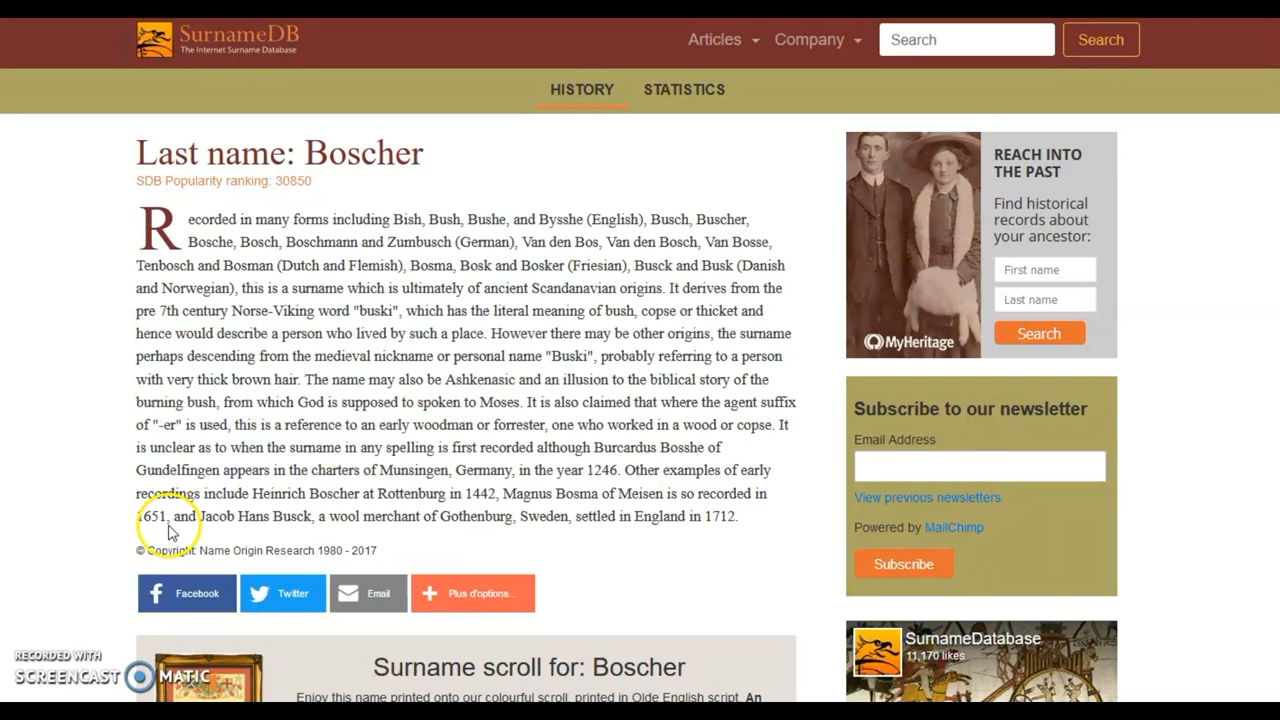 SurnameDB
The Internet Surname Database
Articles
Company
Search
Search
HISTORY
STATISTICS
Last name: Boscher
SDB Popularity ranking: 30850
Recorded in many forms including Bish, Bush, Bushe, and Bysshe (English), Busch, Buscher,
Bosche, Bosch, Boschmann and Zumbusch (German), Van den Bos, Van den Bosch, Van Bosse,
Tenbosch and Bosman (Dutch and Flemish), Bosma, Bosk and Bosker (Friesian), Busck and Busk (Danish
and Norwegian), this is a surname which is ultimately of ancient Scandanavian origins. It derives from the
pre 7th century Norse-Viking word "buski", which has the literal meaning of bush, copse or thicket and
hence would describe a person who lived by such a place. However there may be other origins, the surname
perhaps descending from the medieval nickname or personal name "Buski", probably referring to a person
with very thick brown hair. The name may also be Ashkenasic and an illusion to the biblical story of the
burning bush, from which God is supposed to spoken to Moses. It is also claimed that where the agent suffix
of "-er" is used, this is a reference to an early woodman or forrester, one who worked in a wood or copse. It
is unclear as to when the surname in any spelling is first recorded although Burcardus Bosshe of
Gundelfingen appears in the charters of Munsingen, Germany, in the year 1246. Other examples of early
recordings include Heinrich Boscher at Rottenburg in 1442, Magnus Bosma of Meisen is so recorded in
1651, and Jacob Hans Busck, a wool merchant of Gothenburg, Sweden, settled in England in 1712.
© Copyright: Name Origin Research 1980 - 2017
Facebook
Twitter
Email
Plus d'options...
Surname scroll for: Boscher
Enjoy this name printed onto our colourful scroll, printed in Olde English script. An
REACH INTO
THE PAST
Find historical
records about
your ancestor:
First name
Last name
Search
MyHeritage
Subscribe to our newsletter
Email Address
View previous newsletters.
Powered by MailChimp
Subscribe
SurnameDatabase
11,170 likes
RECORDED WITH
SCREENCAST MATIC